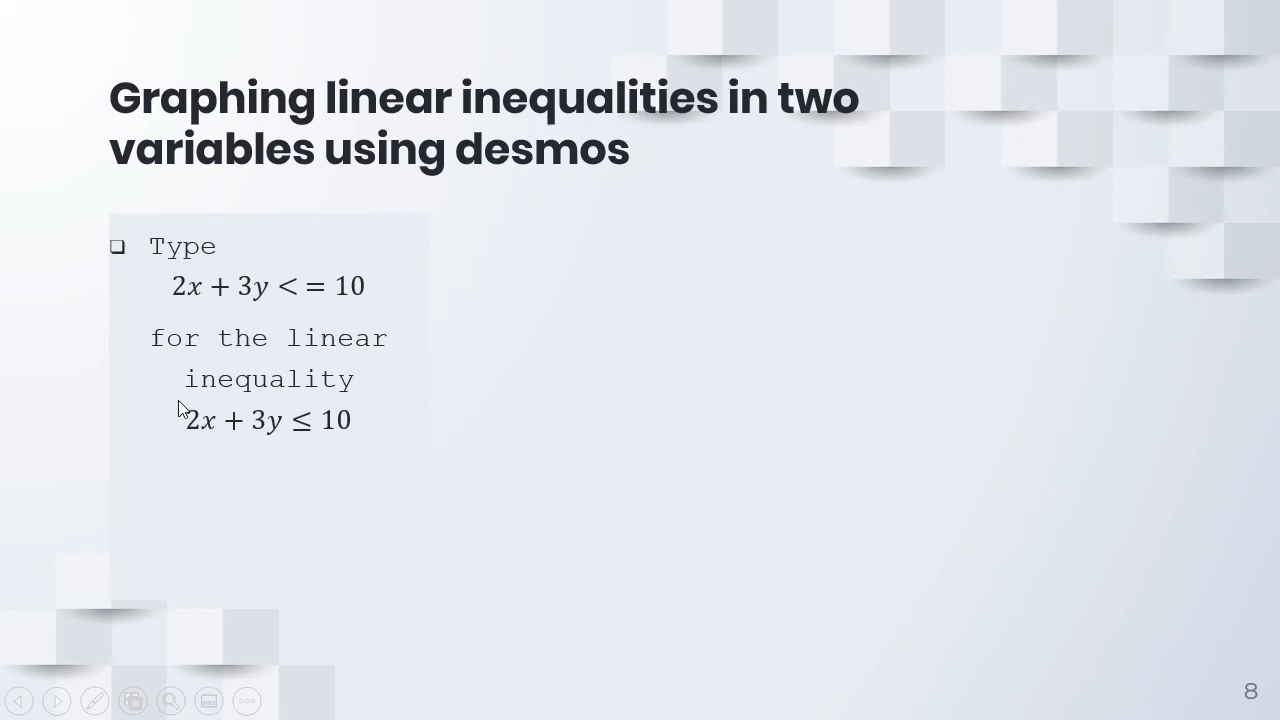 Graphing linear inequalities in two
variables using desmos
❑ Type
2x + 3y < = 10
for the linear
inequality
2x + 3y ≤ 10
8